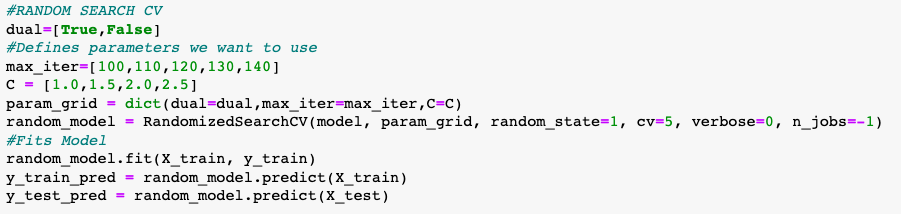 #RANDOM SEARCH CV
dual=[True,False]
#Defines parameters we want to use
max_iter=[100,110,120,130,140]
C = [1.0,1.5,2.0,2.5]
param_grid = dict(dual=dual,max_iter=max_iter,C=C)
random_model = RandomizedSearchCV(model, param_grid, random_state=1, cv=5, verbose=0, n_jobs=-1)
#Fits Model
random_model.fit(X_train, y_train)
y_train_pred = random_model.predict(X_train)
y_test_pred = random_model.predict(X_test)